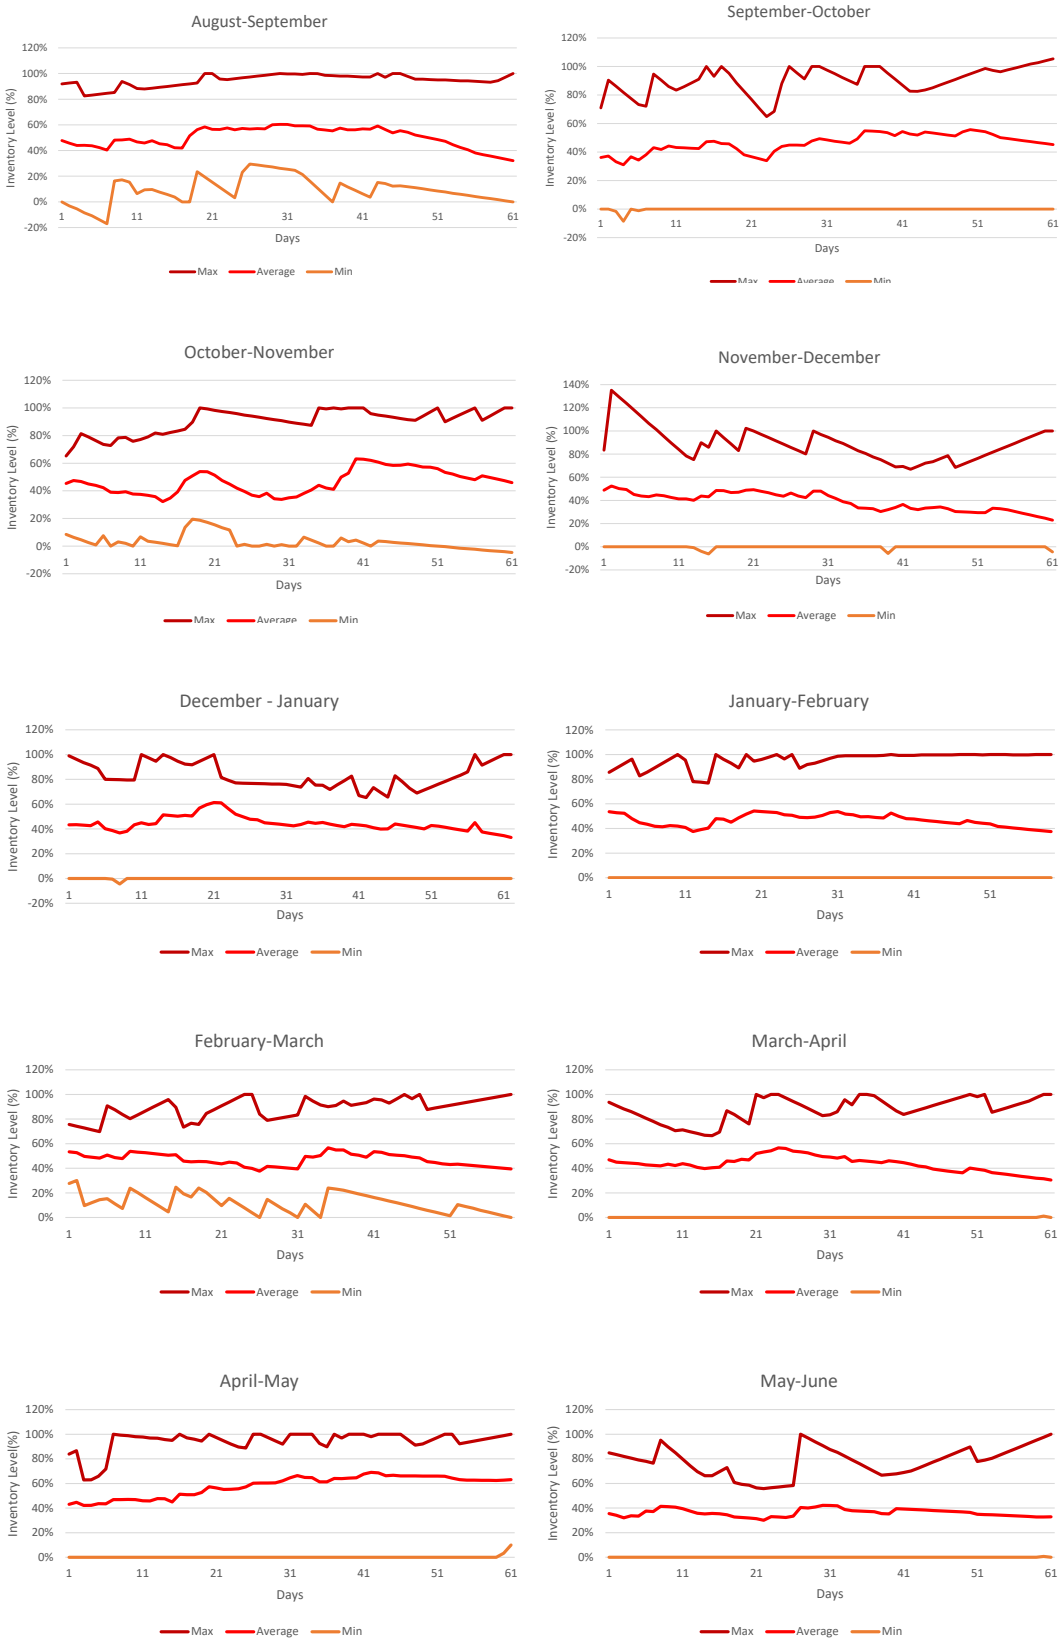 August-September
120%
100%
80%
60%
40%
20%
0%
-20%
Inventory Level (%)
1 11 21 31 41 51 61
Days
Max Average Min
September-October
120%
100%
80%
60%
40%
20%
0%
-20%
Inventory Level (%)
1 11 21 31 41 51 61
Days
Max Average Min
October-November
120%
100%
80%
60%
40%
20%
0%
-20%
Inventory Level (%)
1 11 21 31 41 51 61
Days
Max Average Min
November-December
140%
120%
100%
80%
60%
40%
20%
0%
-20%
Inventory Level (%)
1 11 21 31 41 51 61
Days
Max Average Min
December - January
120%
100%
80%
60%
40%
20%
0%
-20%
Inventory Level (%)
1 11 21 31 41 51 61
Days
Max Average Min
January-February
120%
100%
80%
60%
40%
20%
0%
Inventory Level (%)
1 11 21 31 41 51
Days
Max Average Min
February-March
120%
100%
80%
60%
40%
20%
0%
Inventory Level (%)
1 11 21 31 41 51
Days
Max Average Min
March-April
120%
100%
80%
60%
40%
20%
0%
Inventory Level (%)
1 11 21 31 41 51 61
Days
Max Average Min
April-May
120%
100%
80%
60%
40%
20%
0%
Inventory Level(%)
1 11 21 31 41 51 61
Days
Max Average Min
May-June
120%
100%
80%
60%
40%
20%
0%
Invcentory Level (%)
1 11 21 31 41 51 61
Days
Max Average Min